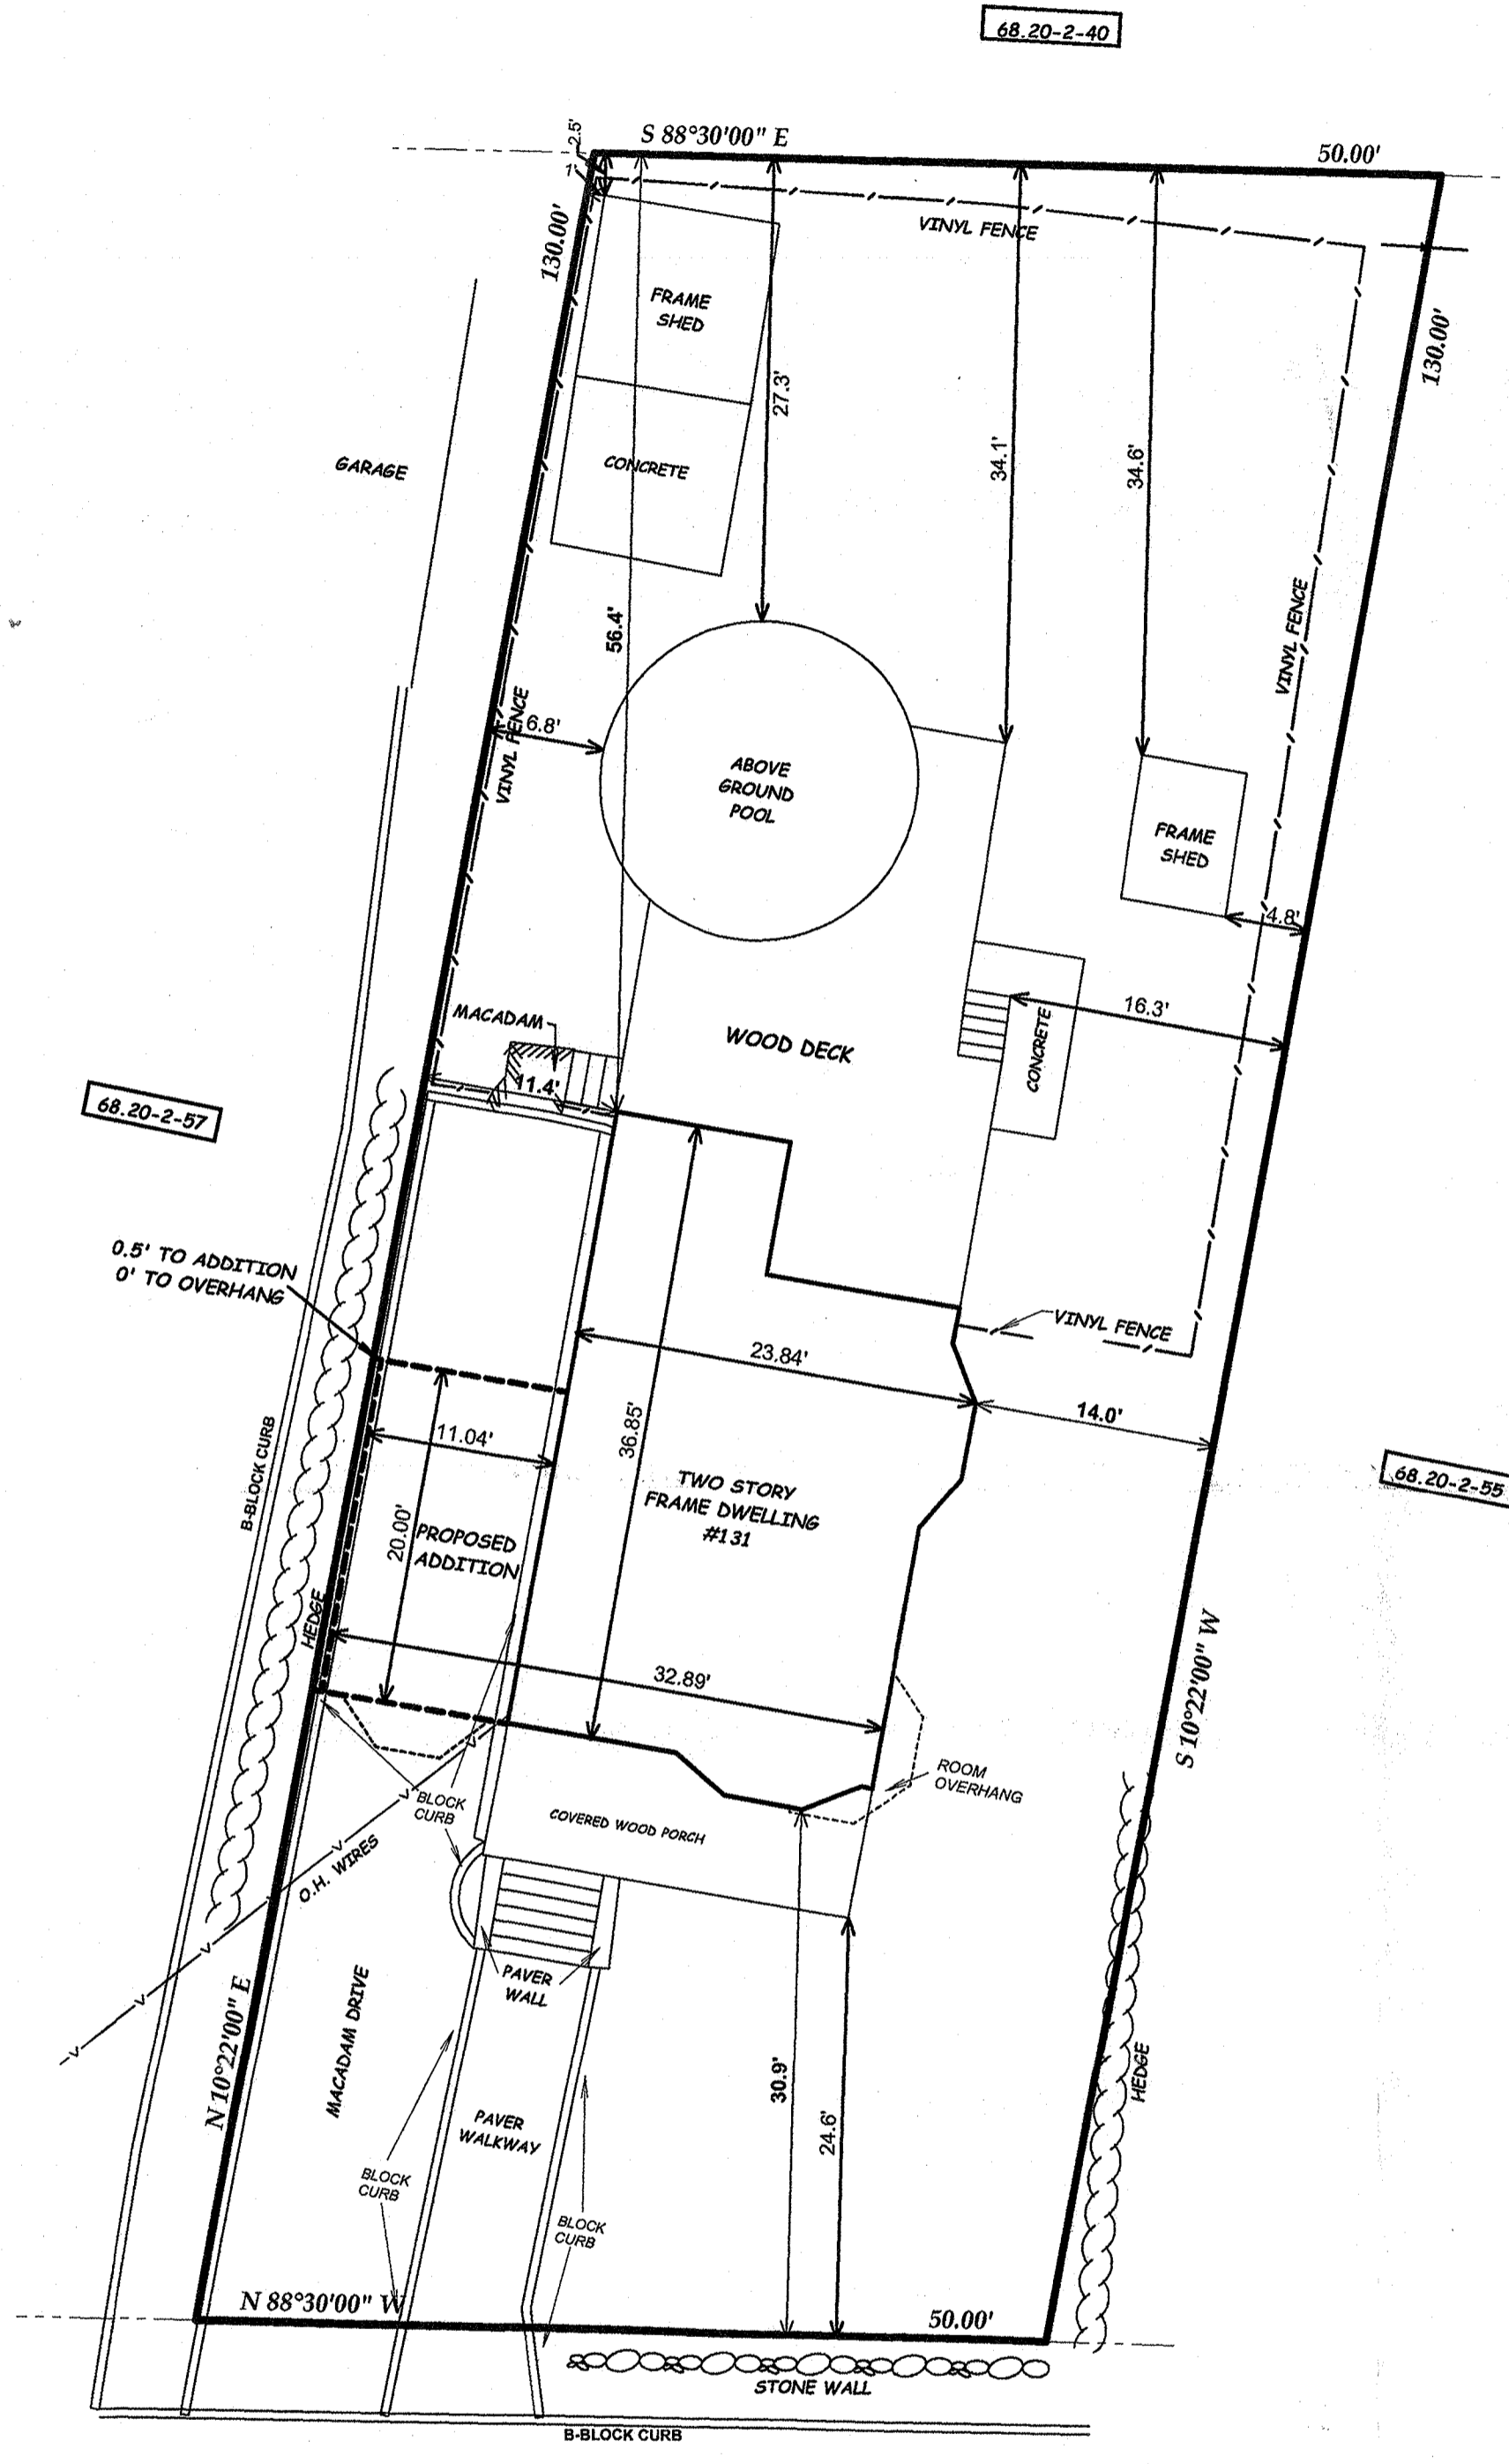 68.20-2-40
2.5'
1'
S 88°30'00" E
50.00'
130.00'
VINYL FENCE
FRAME
SHED
27.3'
130.00'
GARAGE
CONCRETE
34.1'
34.6'
56.4'
VINYL FENCE
VINYL FENCE
6.8'
ABOVE
GROUND
POOL
FRAME
SHED
4.8'
16.3'
MACADAM
WOOD DECK
CONCRETE
11.4'
68.20-2-57
0.5' TO ADDITION
0' TO OVERHANG
VINYL FENCE
23.84'
14.0'
B-BLOCK CURB
11.04'
36.85'
68.20-2-55
TWO STORY
FRAME DWELLING
#131
20.00'
PROPOSED
ADDITION
HEDGE
32.89'
S 10°22'00" W
ROOM
OVERHANG
BLOCK
CURB
COVERED WOOD PORCH
O.H. WIRES
PAVER
WALL
N 10°22'00" E
MACADAM DRIVE
30.9'
24.6'
HEDGE
PAVER
WALKWAY
BLOCK
CURB
BLOCK
CURB
N 88°30'00" W
50.00'
STONE WALL
B-BLOCK CURB